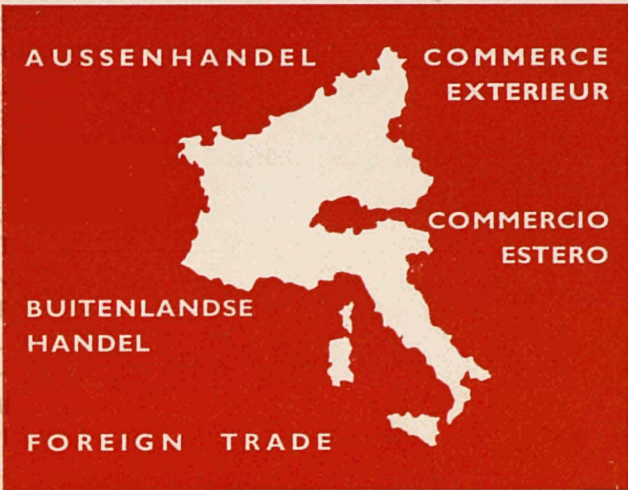 AUSSENHANDEL
COMMERCE
EXTERIEUR
COMMERCIO
ESTERO
BUITENLANDSE
HANDEL
FOREIGN TRADE